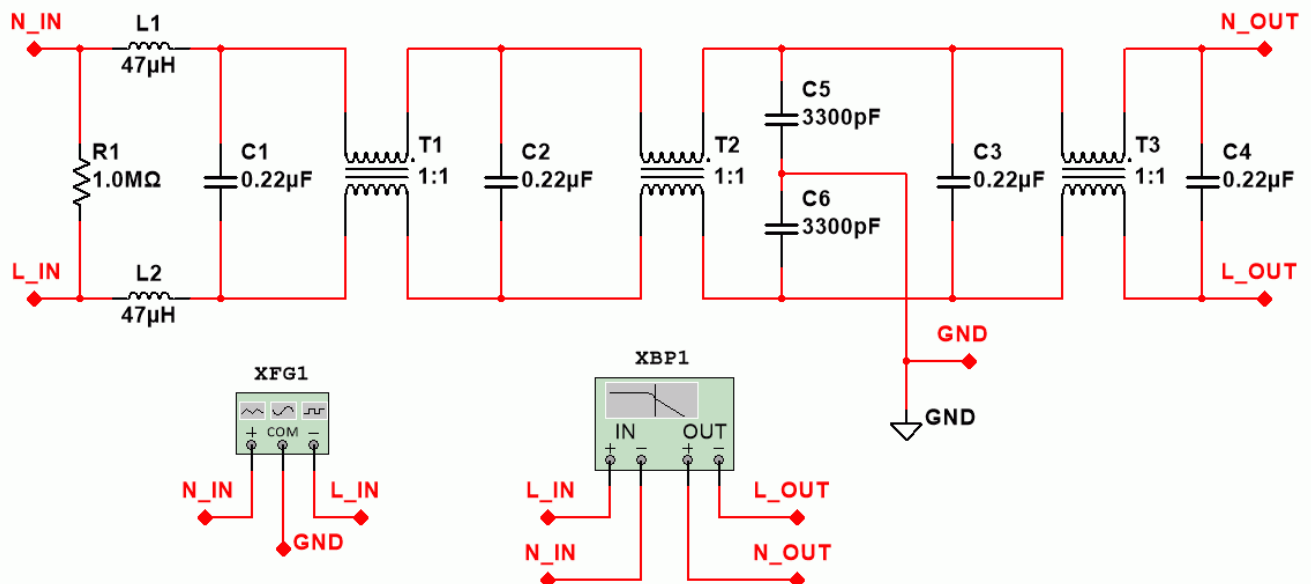 N_IN
L1
47µH
N_OUT
R1
1.0MΩ
C1
0.22µF
T1
1:1
C2
0.22µF
T2
1:1
C5
3300pF
C6
3300pF
C3
0.22µF
T3
1:1
C4
0.22µF
L_IN
L2
47µH
L_OUT
GND
GND
XFG1
+ COM −
N_IN
L_IN
GND
XBP1
IN OUT
+ − + −
L_IN
L_OUT
N_IN
N_OUT